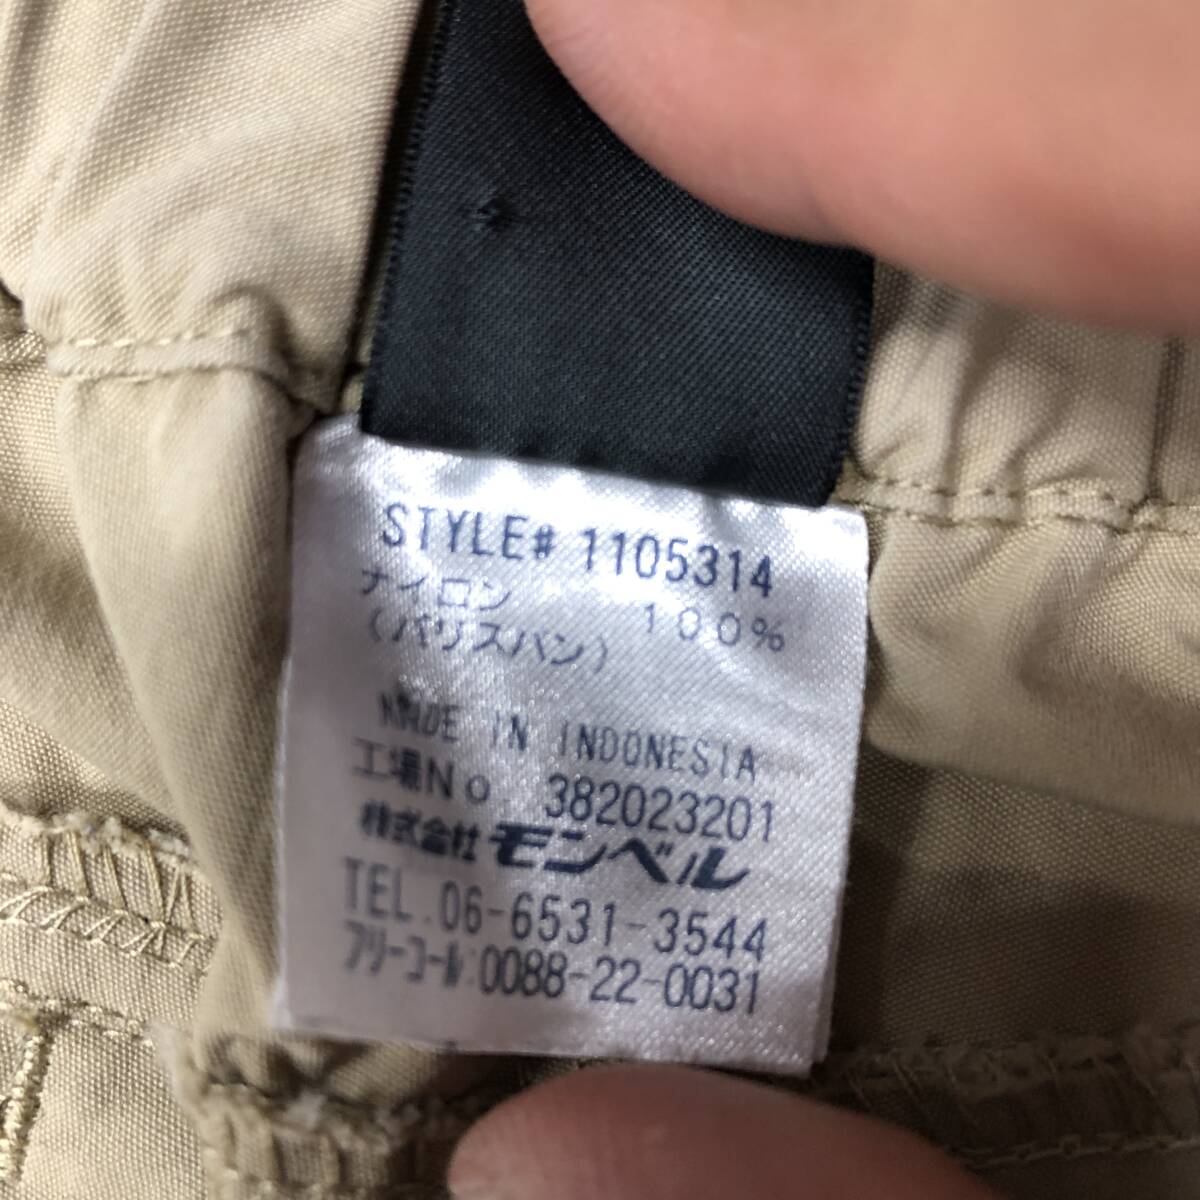 STYLE# 1105314
ナイロン 100%
(バリスパン)
MADE IN INDONESIA
工場No. 382023201
株式会社モンベル
TEL.06-6531-3544
フリーコール:0088-22-0031